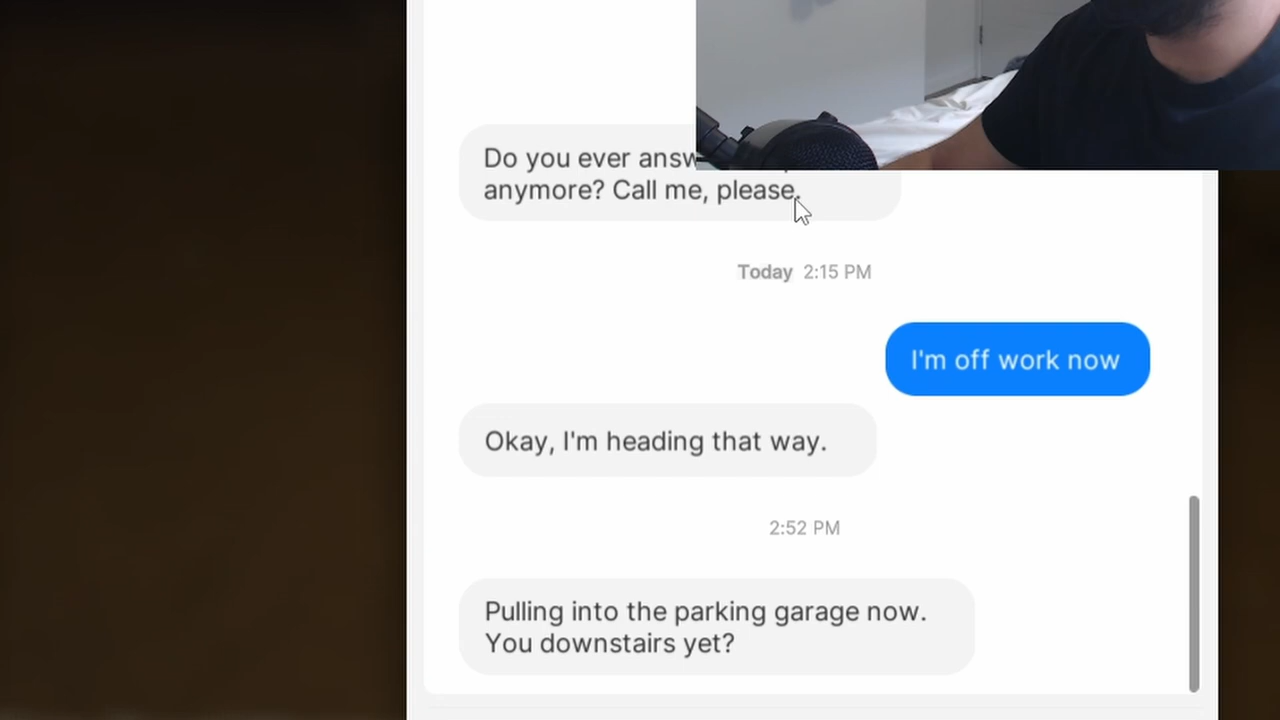 Do you ever
anymore? Call me, please.
Today 2:15 PM
I'm off work now
Okay, I'm heading that way.
2:52 PM
Pulling into the parking garage now.
You downstairs yet?